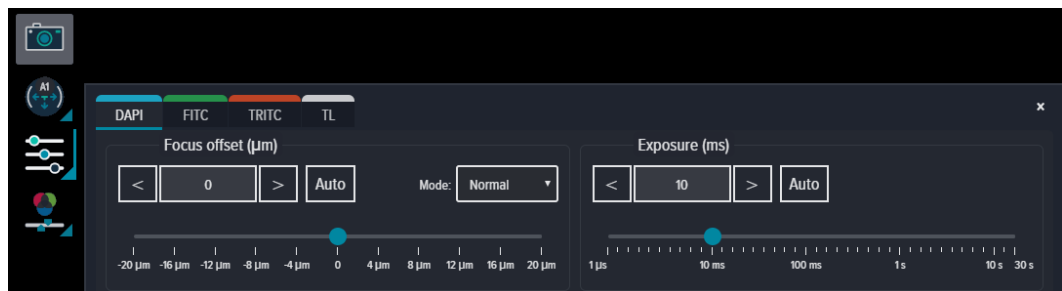 A1
×
DAPI FITC TRITC TL
Focus offset (µm)
< 0 > Auto Mode: Normal ▾
-20 µm -16 µm -12 µm -8 µm -4 µm 0 4 µm 8 µm 12 µm 16 µm 20 µm
Exposure (ms)
< 10 > Auto
1 µs 10 ms 100 ms 1 s 10 s 30 s